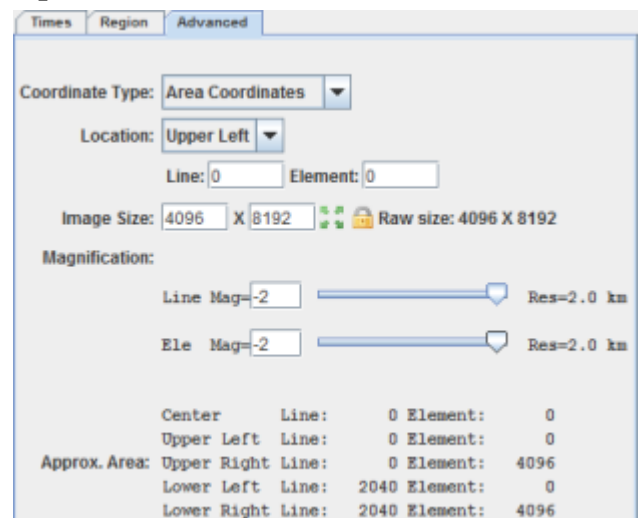 Times Region Advanced
Coordinate Type: Area Coordinates
Location: Upper Left
Line: 0 Element: 0
Image Size: 4096 X 8192 Raw size: 4096 X 8192
Magnification:
Line Mag=-2 Res=2.0 km
Ele Mag=-2 Res=2.0 km
Center Line: 0 Element: 0
Upper Left Line: 0 Element: 0
Approx. Area: Upper Right Line: 0 Element: 4096
Lower Left Line: 2040 Element: 0
Lower Right Line: 2040 Element: 4096